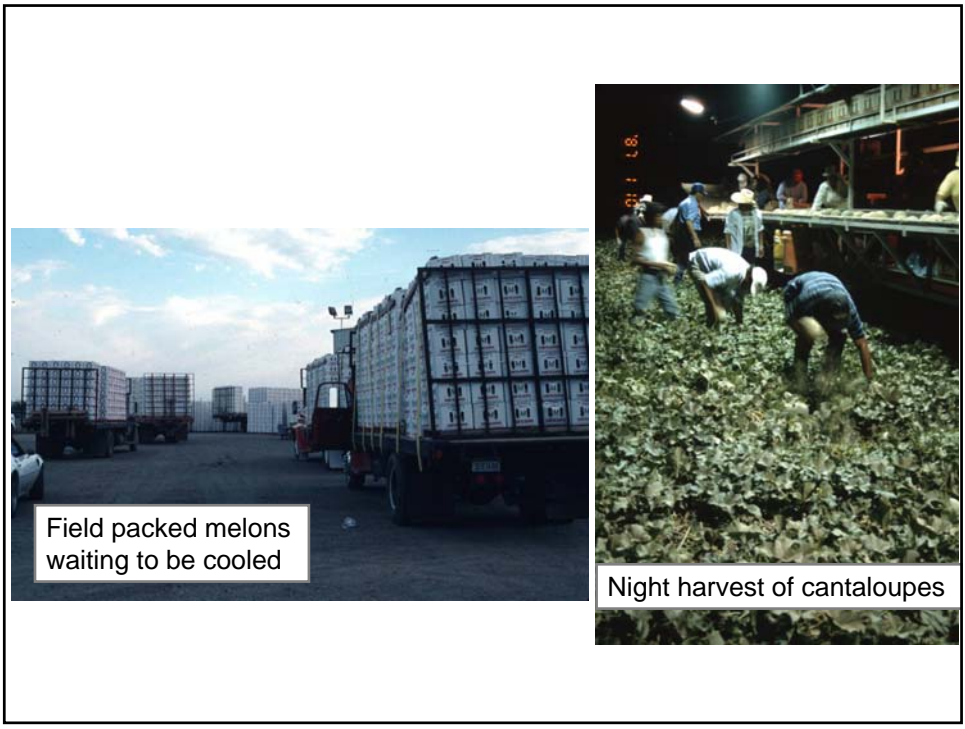 Field packed melons
waiting to be cooled
Night harvest of cantaloupes